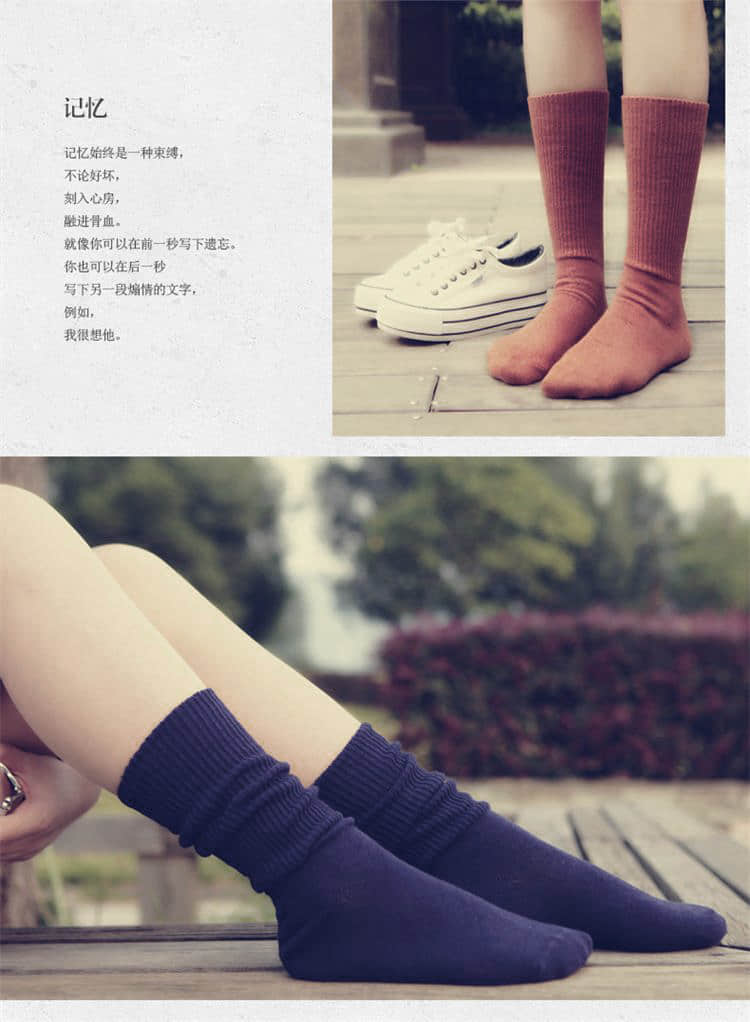 记忆
记忆始终是一种束缚，
不论好坏，
刻入心房，
融进骨血。
就像你可以在前一秒写下遗忘。
你也可以在后一秒
写下另一段煽情的文字，
例如，
我很想他。